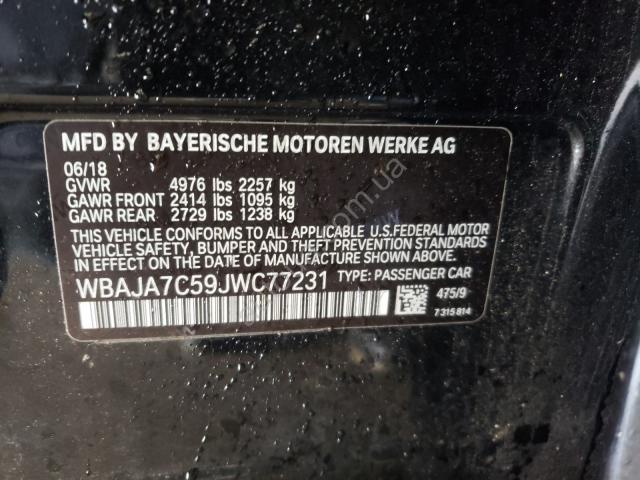 MFD BY BAYERISCHE MOTOREN WERKE AG
06/18
GVWR 4976 lbs 2257 kg
GAWR FRONT 2414 lbs 1095 kg
GAWR REAR 2729 lbs 1238 kg
THIS VEHICLE CONFORMS TO ALL APPLICABLE U.S.FEDERAL MOTOR
VEHICLE SAFETY, BUMPER AND THEFT PREVENTION STANDARDS
IN EFFECT ON THE DATE OF MANUFACTURE SHOWN ABOVE.
WBAJA7C59JWC77231 TYPE: PASSENGER CAR
475/9
7315814